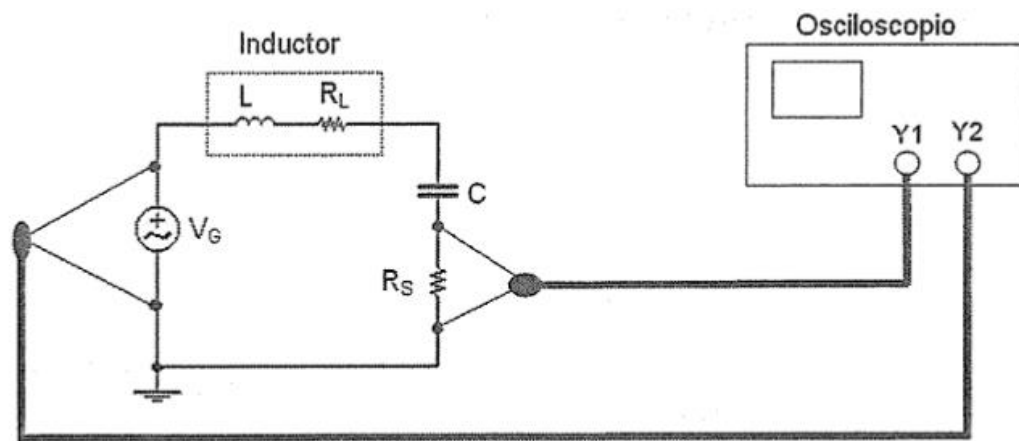 Osciloscopio
Inductor
L
R_L
Y1
Y2
C
V_G
R_S